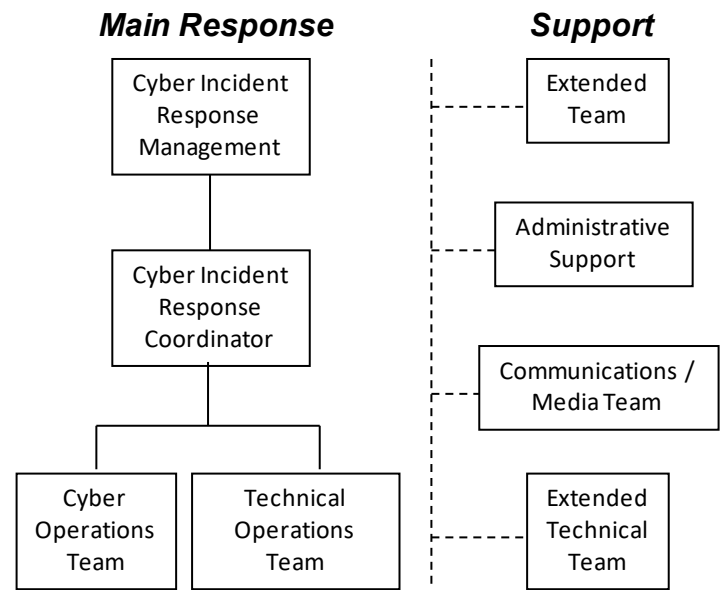 Main Response
Support
Cyber Incident
Response
Management
Extended
Team
Administrative
Support
Cyber Incident
Response
Coordinator
Communications /
Media Team
Cyber
Operations
Team
Technical
Operations
Team
Extended
Technical
Team